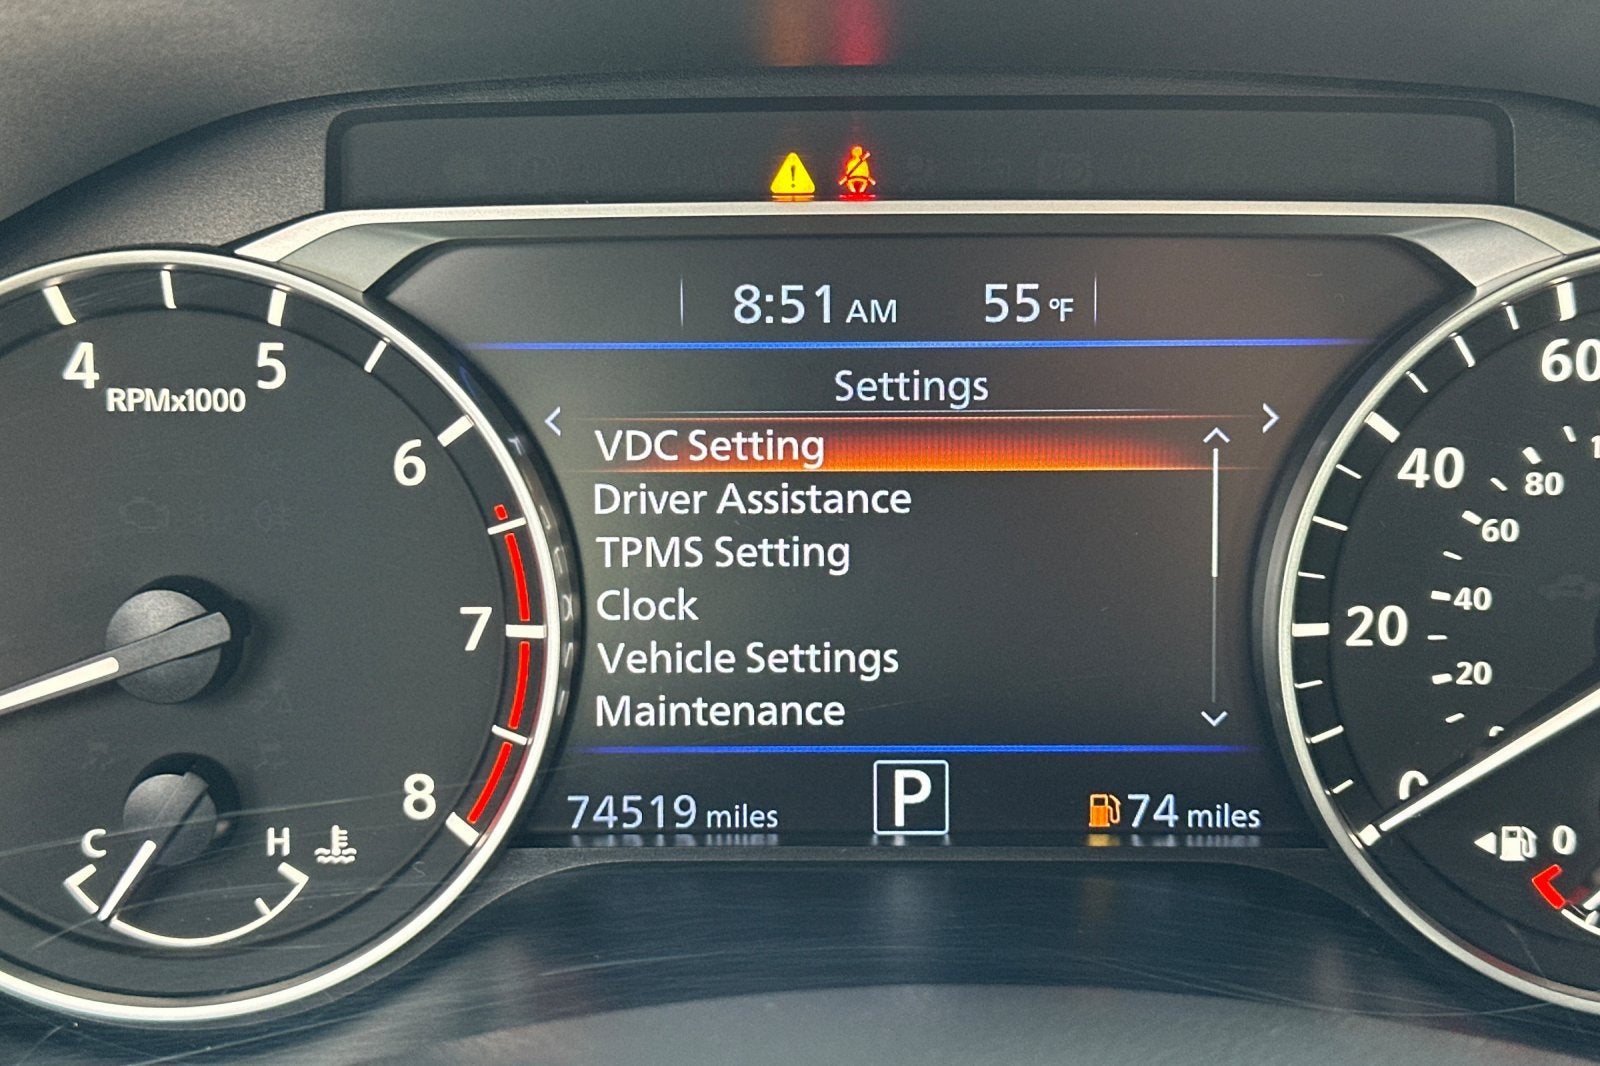 8:51 AM 55 °F
Settings
VDC Setting
Driver Assistance
TPMS Setting
Clock
Vehicle Settings
Maintenance
74519 miles P 74 miles
4 5 6 7 8
RPMx1000
C H
0 20 40 60
20 40 60 80
0